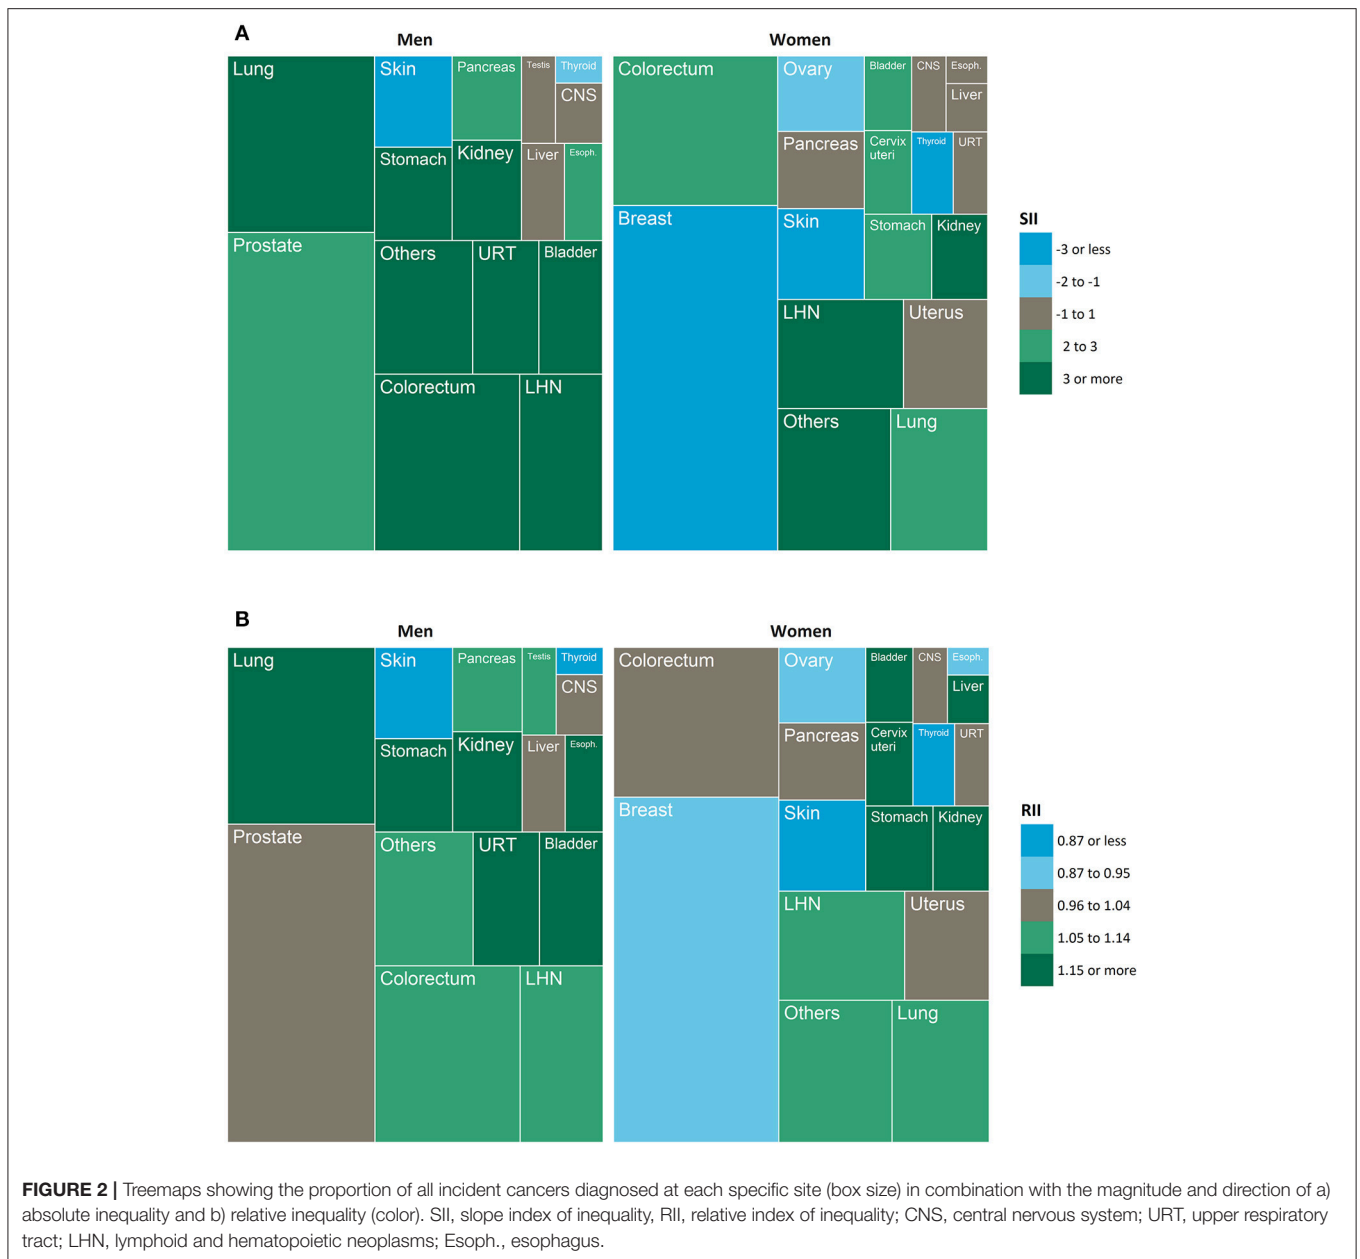 A
Men
Women
Lung
Skin
Pancreas
Testis
Thyroid
CNS
Stomach
Kidney
Liver
Esoph.
Prostate
Others
URT
Bladder
Colorectum
LHN
Colorectum
Ovary
Bladder
CNS
Esoph.
Liver
Pancreas
Cervix
uteri
Thyroid
URT
Breast
Skin
Stomach
Kidney
LHN
Uterus
Others
Lung
SII
-3 or less
-2 to -1
-1 to 1
2 to 3
3 or more
B
Men
Women
Lung
Skin
Pancreas
Testis
Thyroid
CNS
Stomach
Kidney
Liver
Esoph.
Prostate
Others
URT
Bladder
Colorectum
LHN
Colorectum
Ovary
Bladder
CNS
Esoph.
Liver
Pancreas
Cervix
uteri
Thyroid
URT
Breast
Skin
Stomach
Kidney
LHN
Uterus
Others
Lung
RII
0.87 or less
0.87 to 0.95
0.96 to 1.04
1.05 to 1.14
1.15 or more
FIGURE 2 | Treemaps showing the proportion of all incident cancers diagnosed at each specific site (box size) in combination with the magnitude and direction of a)
absolute inequality and b) relative inequality (color). SII, slope index of inequality, RII, relative index of inequality; CNS, central nervous system; URT, upper respiratory
tract; LHN, lymphoid and hematopoietic neoplasms; Esoph., esophagus.